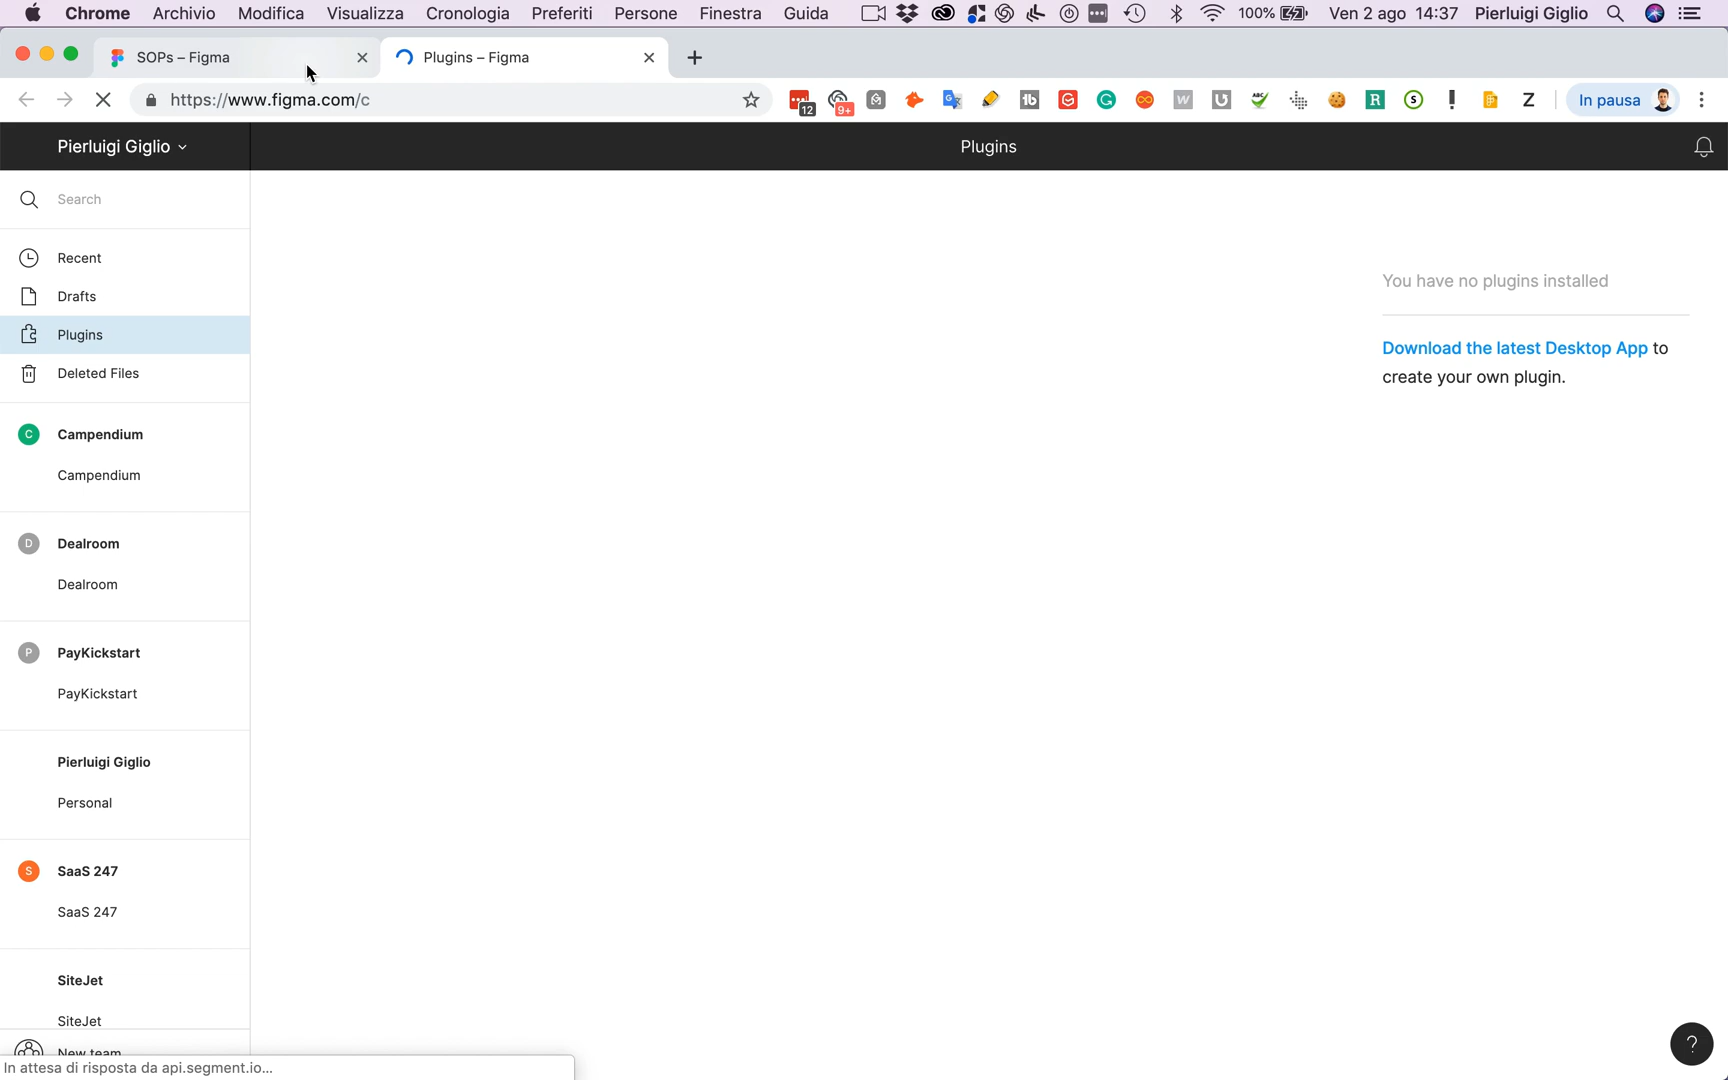 Chrome Archivio Modifica Visualizza Cronologia Preferiti Persone Finestra Guida 100% Ven 2 ago 14:37 Pierluigi Giglio
SOPs – Figma
Plugins – Figma
https://www.figma.com/c
12
9+
In pausa
Pierluigi Giglio
Plugins
Search
Recent
Drafts
Plugins
Deleted Files
C Campendium
Campendium
D Dealroom
Dealroom
P PayKickstart
PayKickstart
Pierluigi Giglio
Personal
S SaaS 247
SaaS 247
SiteJet
SiteJet
New team
In attesa di risposta da api.segment.io...
You have no plugins installed
Download the latest Desktop App to
create your own plugin.
?